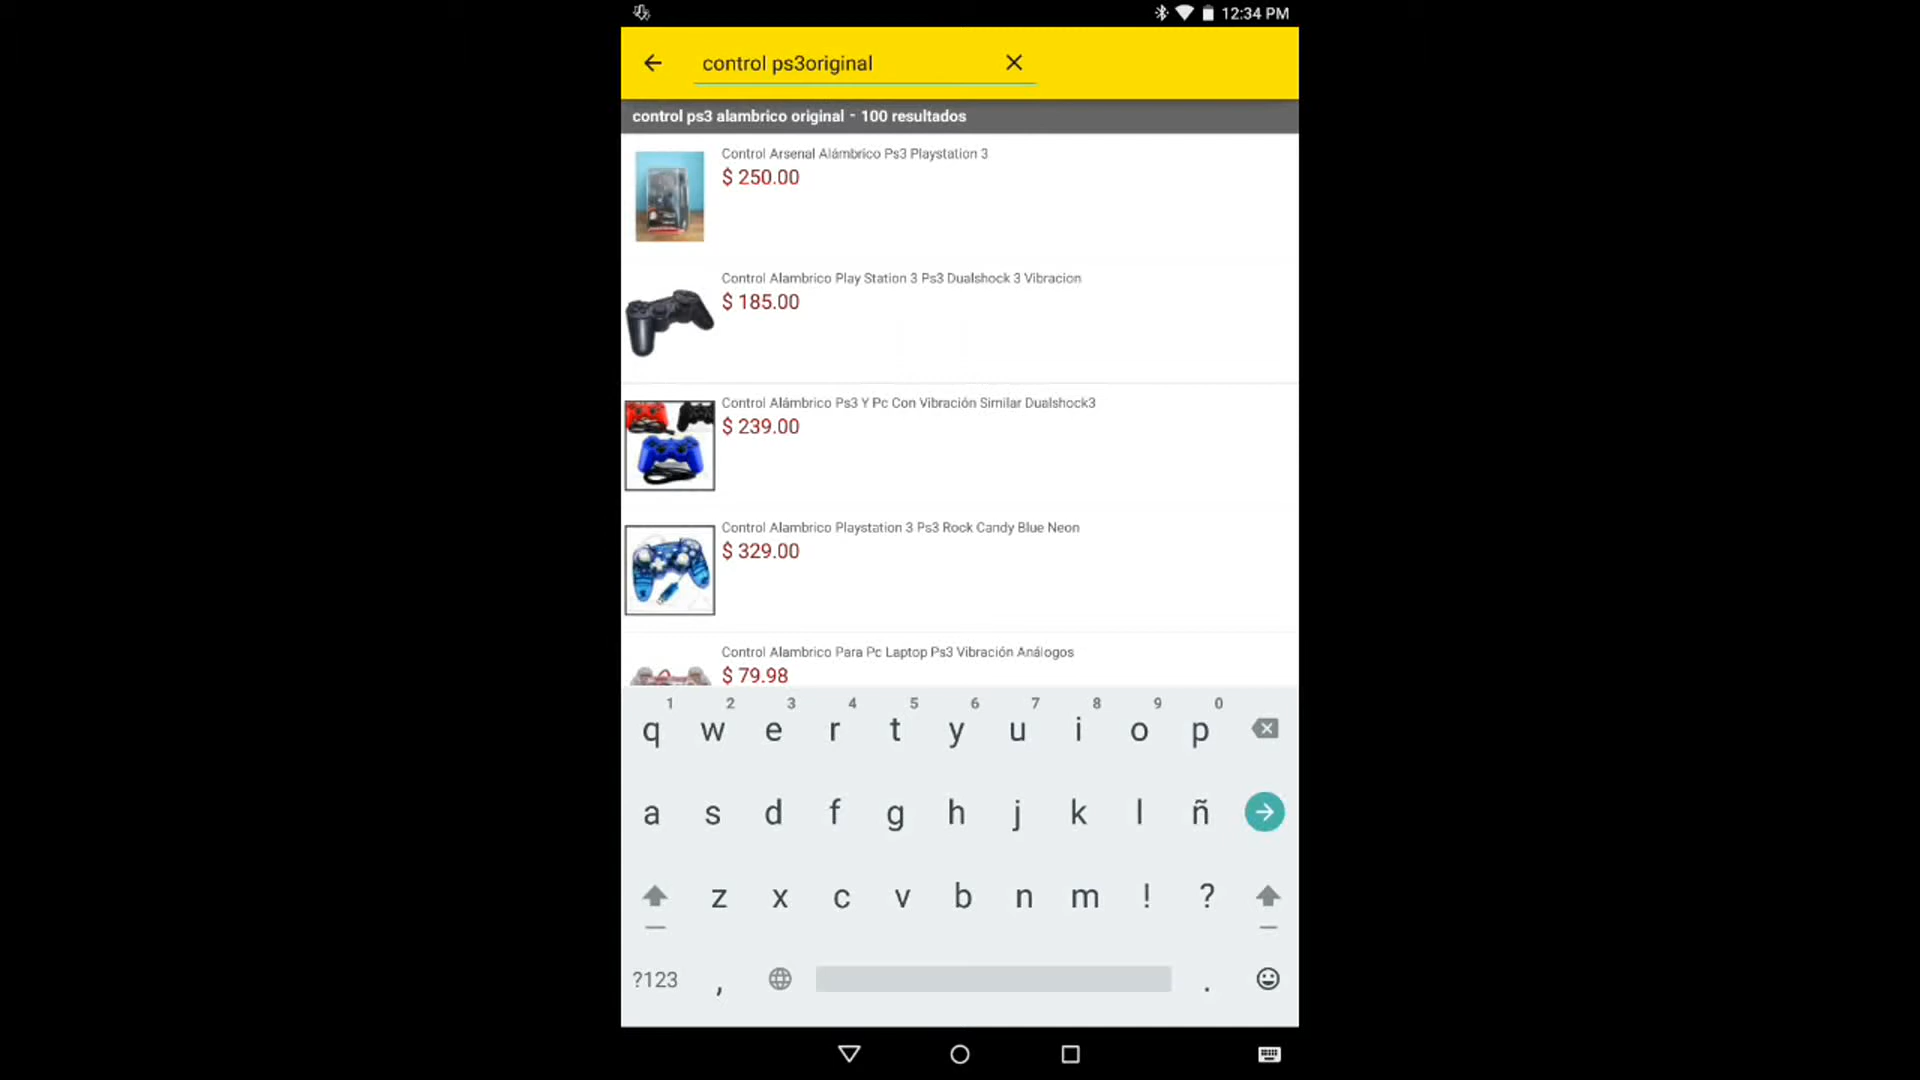 12:34 PM
control ps3original
control ps3 alambrico original - 100 resultados
Control Arsenal Alámbrico Ps3 Playstation 3
$ 250.00
Control Alambrico Play Station 3 Ps3 Dualshock 3 Vibracion
$ 185.00
Control Alámbrico Ps3 Y Pc Con Vibración Similar Dualshock3
$ 239.00
Control Alambrico Playstation 3 Ps3 Rock Candy Blue Neon
$ 329.00
Control Alambrico Para Pc Laptop Ps3 Vibración Análogos
$ 79.98
1 2 3 4 5 6 7 8 9 0
q w e r t y u i o p
a s d f g h j k l ñ
z x c v b n m ! ?
?123 , .